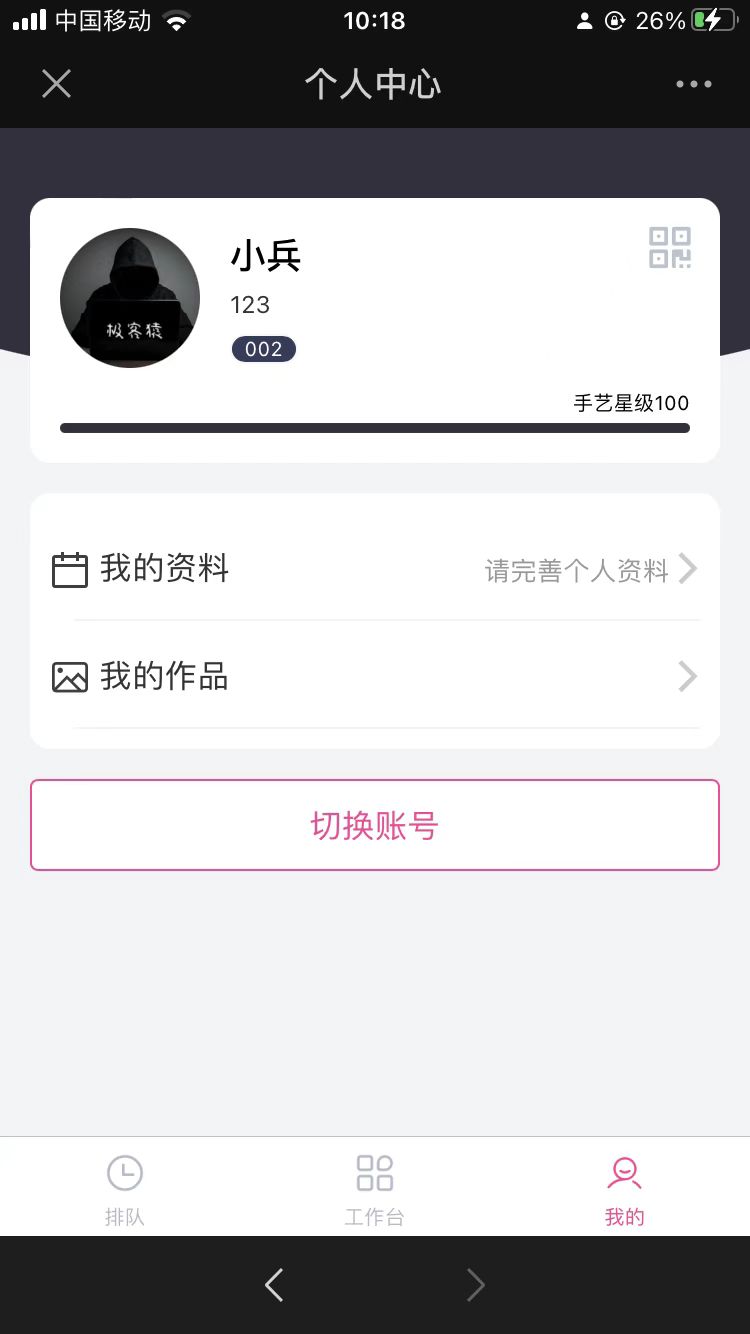 中国移动 10:18 26%
个人中心
小兵
123
002
极客猿
手艺星级100
我的资料 请完善个人资料
我的作品
切换账号
排队 工作台 我的